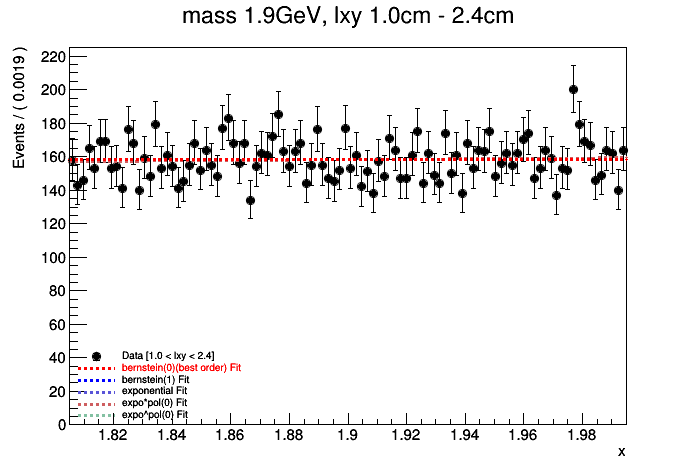 mass 1.9GeV, lxy 1.0cm - 2.4cm
Events / ( 0.0019 )
220
200
180
160
140
120
100
80
60
40
20
0
Data [1.0 < lxy < 2.4]
bernstein(0)(best order) Fit
bernstein(1) Fit
exponential Fit
expo*pol(0) Fit
expo^pol(0) Fit
1.82 1.84 1.86 1.88 1.9 1.92 1.94 1.96 1.98
x